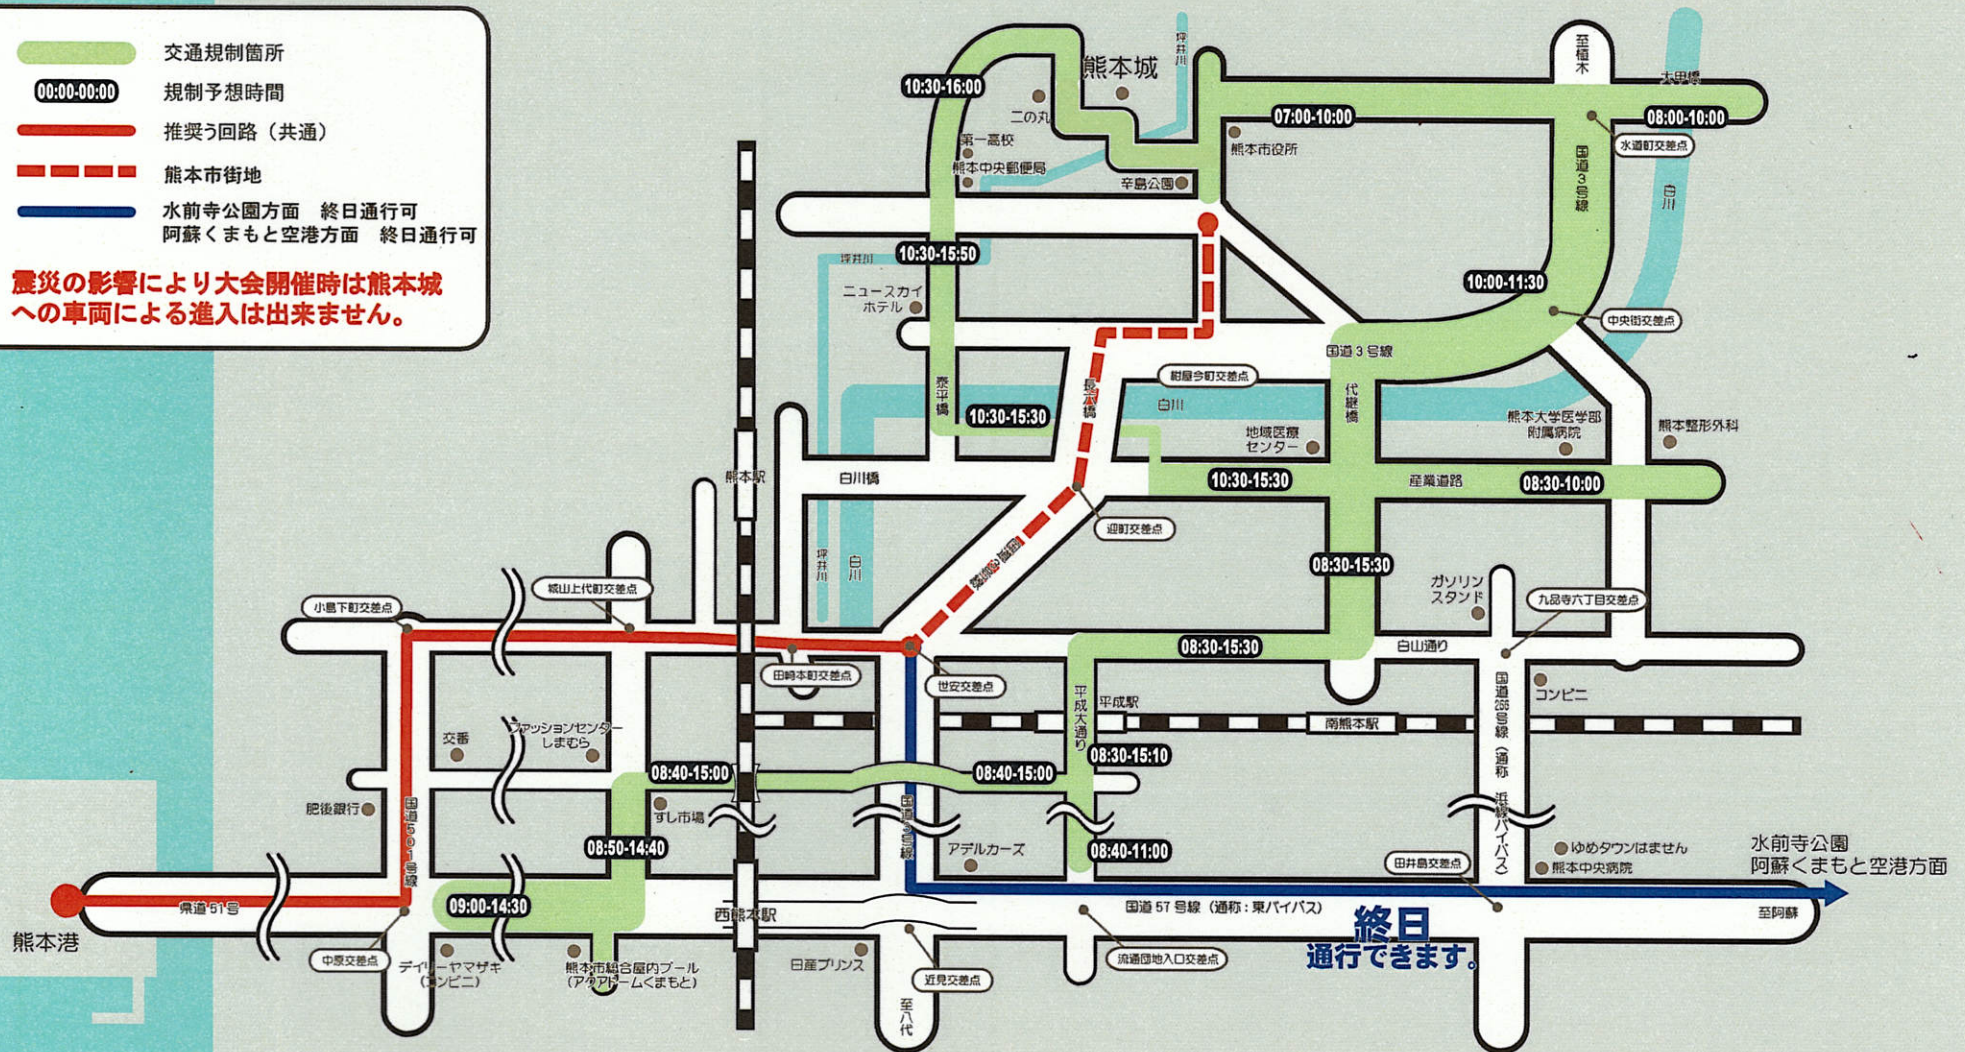 交通規制箇所
00:00-00:00 規制予想時間
推奨う回路（共通）
熊本市街地
水前寺公園方面　終日通行可
阿蘇くまもと空港方面　終日通行可
震災の影響により大会開催時は熊本城
への車両による進入は出来ません。
坪井川
至植木
熊本城
大甲橋
10:30-16:00
二の丸
07:00-10:00
08:00-10:00
第一高校
熊本市役所
水道町交差点
熊本中央郵便局
辛島公園
国道3号線
白川
10:30-15:50
坪井川
10:00-11:30
ニュースカイ
ホテル
中央街交差点
国道3号線
紺屋今町交差点
泰平橋
長六橋
代継橋
白川
10:30-15:30
地域医療
センター
熊本大学医学部
附属病院
熊本整形外科
熊本駅
白川橋
10:30-15:30
産業道路
08:30-10:00
迎町交差点
国道3号線
坪井川
白川
08:30-15:30
ガソリン
スタンド
九品寺六丁目交差点
小島下町交差点
城山上代町交差点
08:30-15:30
白山通り
田崎本町交差点
世安交差点
平成大通り
平成駅
南熊本駅
国道266号線（通称　浜線バイパス）
コンビニ
交番
ファッションセンター
しまむら
08:30-15:10
08:40-15:00
08:40-15:00
肥後銀行
国道501号線
すし市場
国道3号線
08:50-14:40
アデルカーズ
08:40-11:00
田井島交差点
ゆめタウンはません
熊本中央病院
水前寺公園
阿蘇くまもと空港方面
県道51号
09:00-14:30
西熊本駅
国道57号線（通称：東バイパス）
至阿蘇
終日
通行できます。
熊本港
中原交差点
デイリーヤマザキ
（コンビニ）
熊本市総合屋内プール
（アクアドームくまもと）
日産プリンス
近見交差点
流通団地入口交差点
至八代